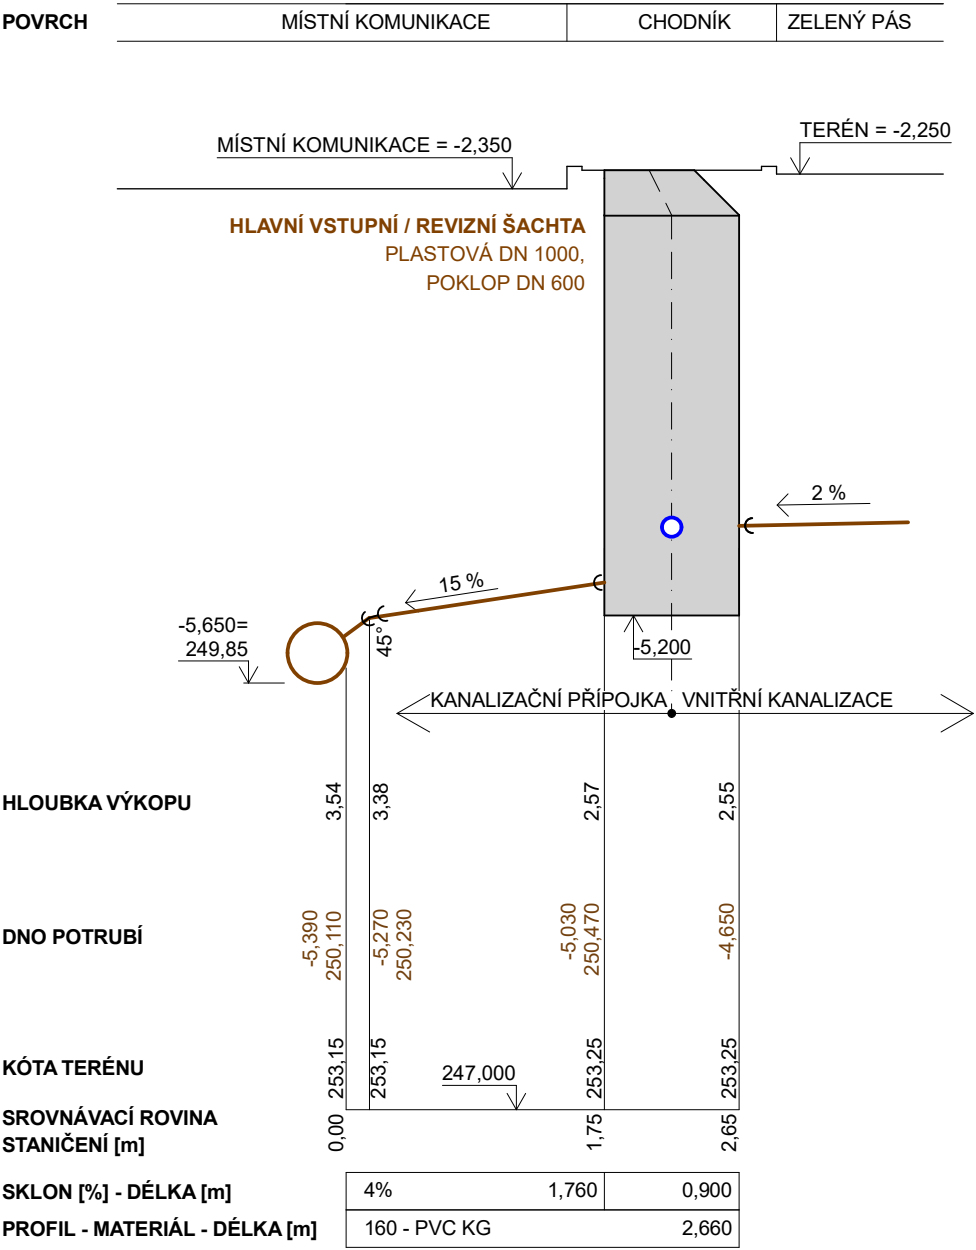 POVRCH MÍSTNÍ KOMUNIKACE CHODNÍK ZELENÝ PÁS
MÍSTNÍ KOMUNIKACE = -2,350
TERÉN = -2,250
HLAVNÍ VSTUPNÍ / REVIZNÍ ŠACHTA
PLASTOVÁ DN 1000,
POKLOP DN 600
2 %
15 %
45°
-5,650=
249,85
-5,200
KANALIZAČNÍ PŘÍPOJKA VNITŘNÍ KANALIZACE
HLOUBKA VÝKOPU 3,54 3,38 2,57 2,55
DNO POTRUBÍ
-5,390
250,110
-5,270
250,230
-5,030
250,470
-4,650
KÓTA TERÉNU 253,15 253,15 253,25 253,25
247,000
SROVNÁVACÍ ROVINA
STANIČENÍ [m] 0,00 1,75 2,65
SKLON [%] - DÉLKA [m] 4% 1,760 0,900
PROFIL - MATERIÁL - DÉLKA [m] 160 - PVC KG 2,660